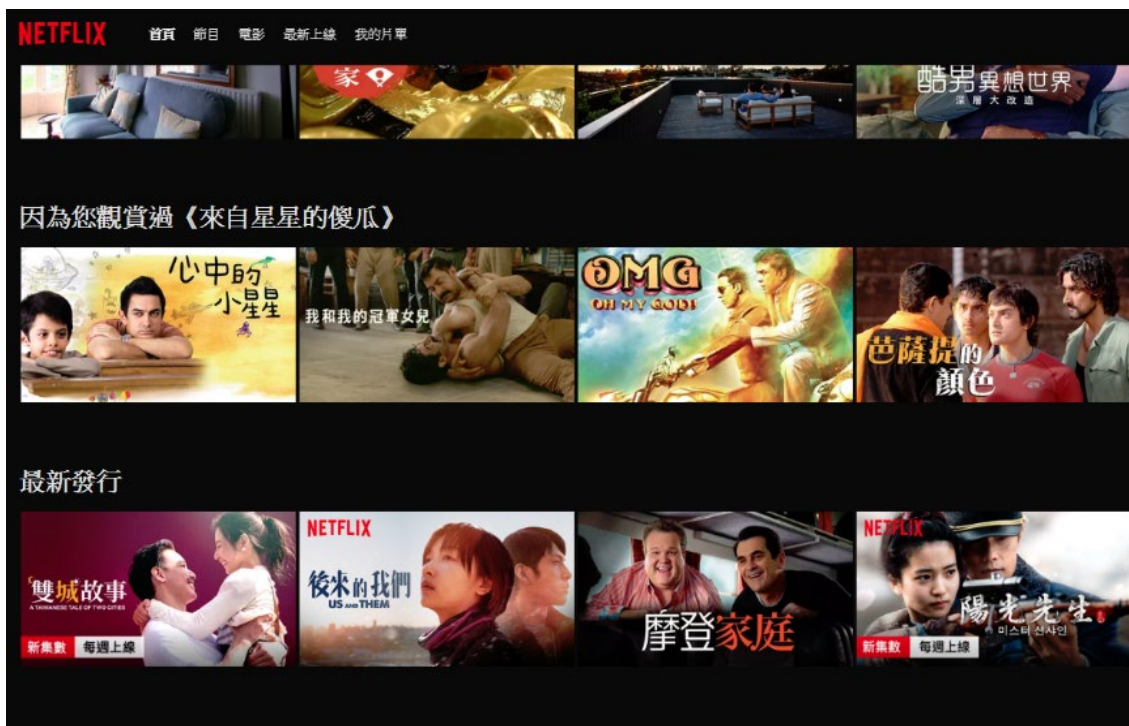 NETFLIX 首頁 節目 電影 最新上線 我的片單
家
酷男異想世界
深層大改造
因為您觀賞過《來自星星的傻瓜》
心中的
小星星
我和我的冠軍女兒
OMG
OH MY GOD!
芭薩提的
顏色
最新發行
雙城故事
A TAIWANESE TALE OF TWO CITIES
新集數 每週上線
NETFLIX
後來的我們
US AND THEM
摩登家庭
NETFLIX
陽光先生
미스터 션샤인
新集數 每週上線